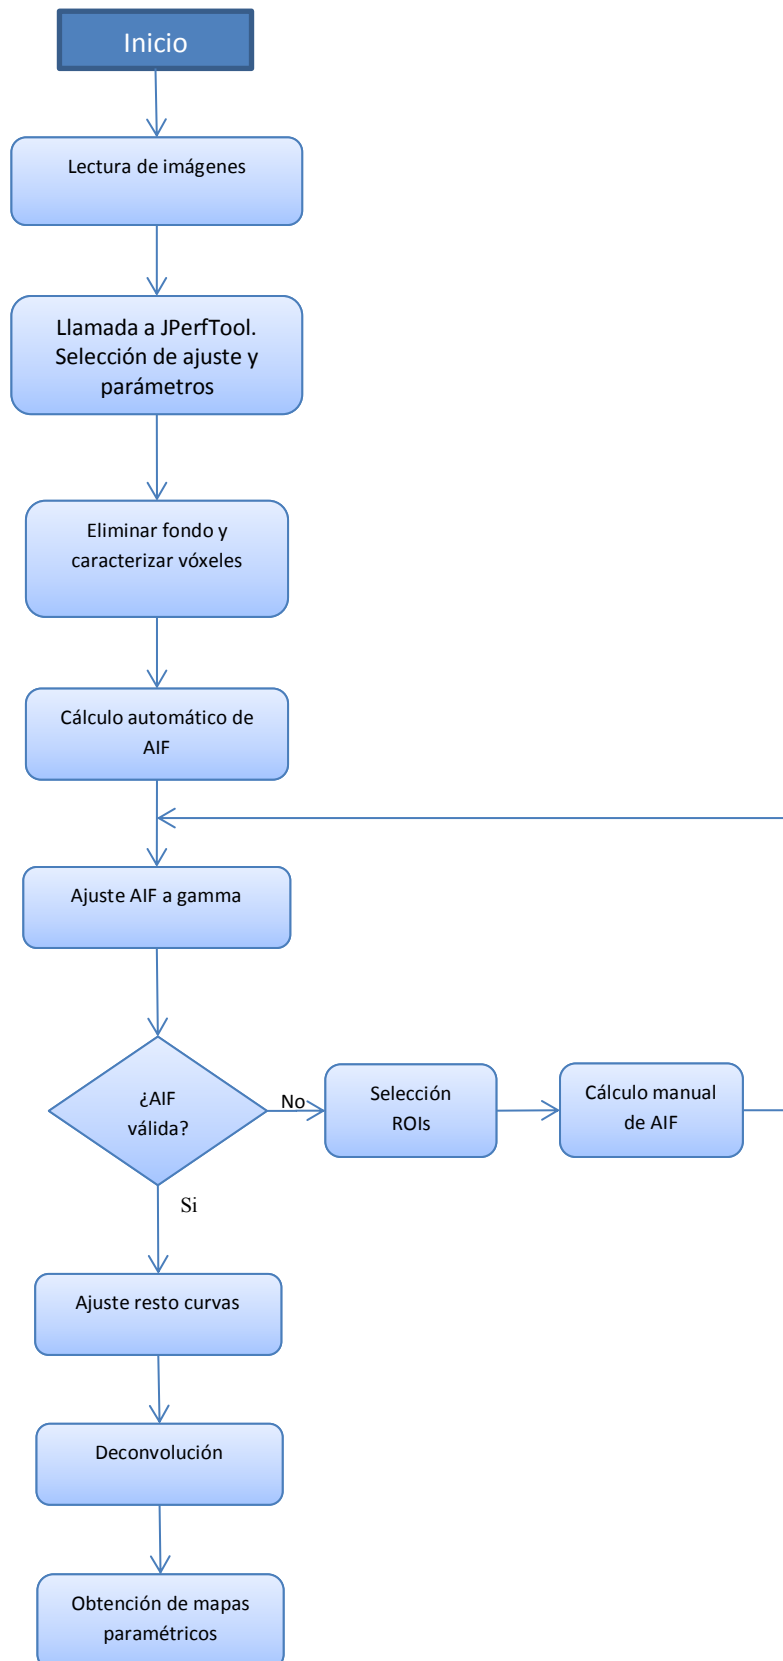 Inicio
Lectura de imágenes
Llamada a JPerfTool.
Selección de ajuste y
parámetros
Eliminar fondo y
caracterizar vóxeles
Cálculo automático de
AIF
Ajuste AIF a gamma
¿AIF
válida?
No
Selección
ROIs
Cálculo manual
de AIF
Si
Ajuste resto curvas
Deconvolución
Obtención de mapas
paramétricos